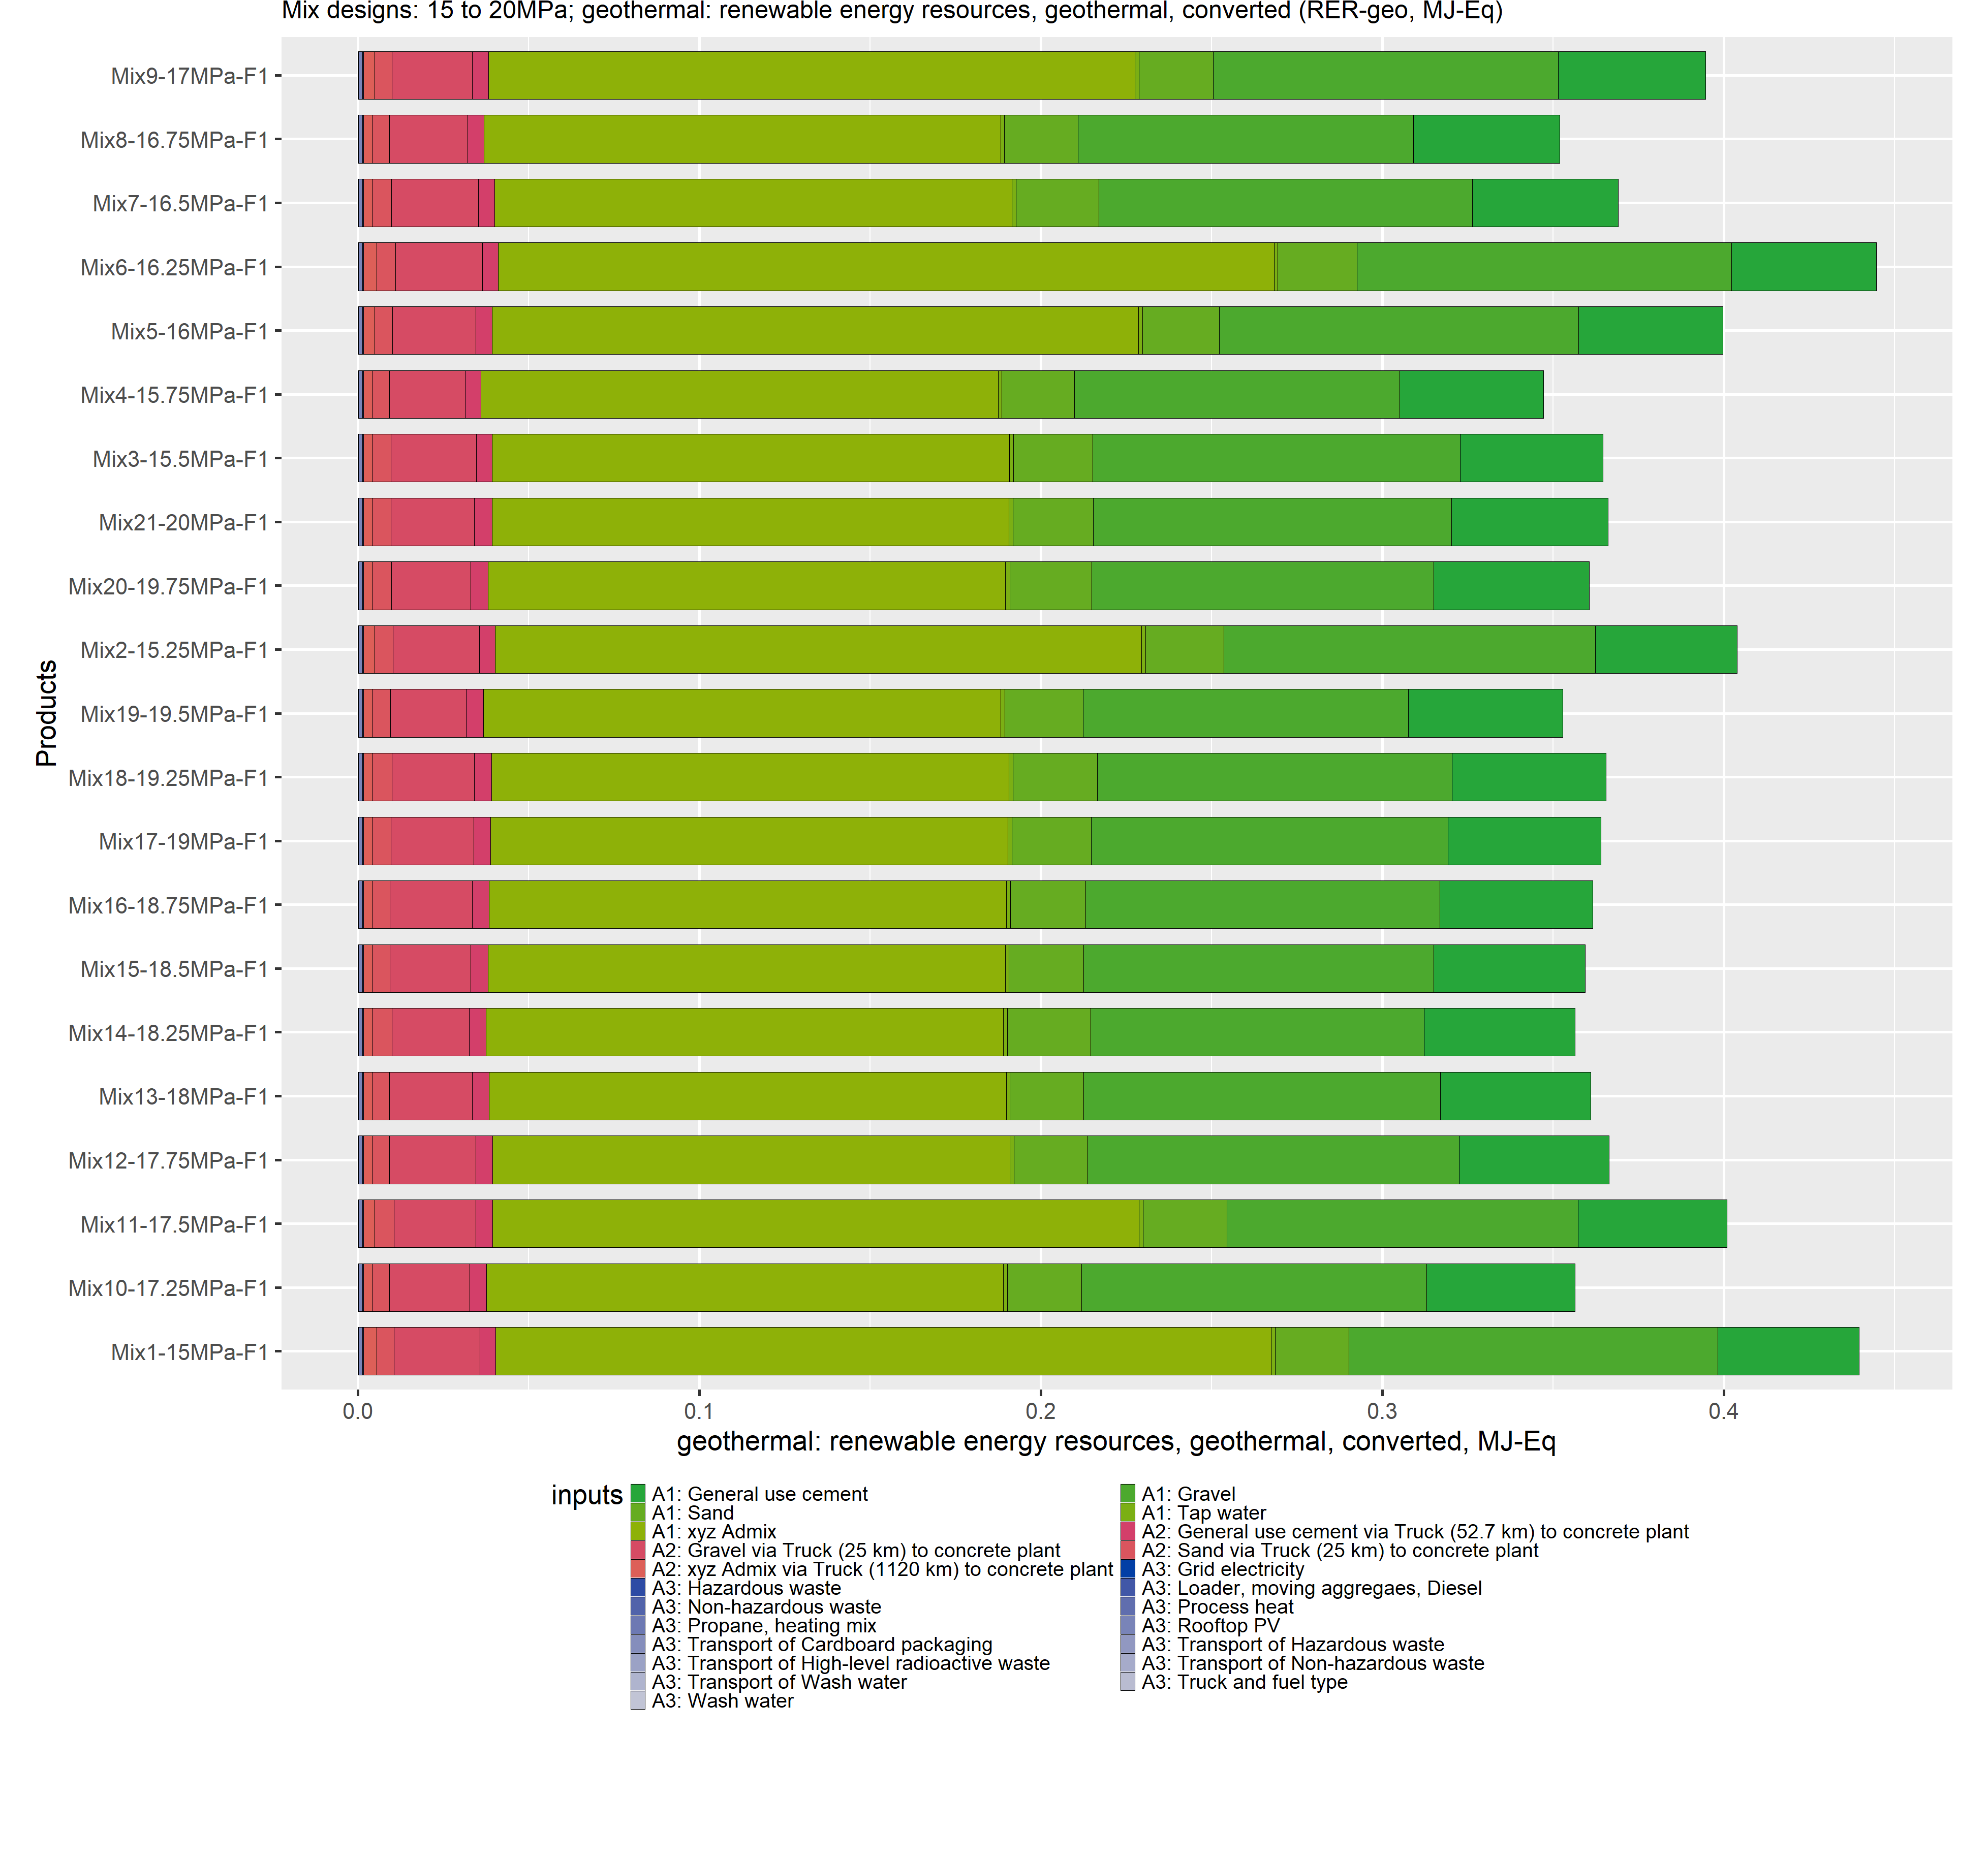 Mix designs: 15 to 20MPa; geothermal: renewable energy resources, geothermal, converted (RER-geo, MJ-Eq)
Mix9-17MPa-F1
Mix8-16.75MPa-F1
Mix7-16.5MPa-F1
Mix6-16.25MPa-F1
Mix5-16MPa-F1
Mix4-15.75MPa-F1
Mix3-15.5MPa-F1
Mix21-20MPa-F1
Mix20-19.75MPa-F1
Mix2-15.25MPa-F1
Mix19-19.5MPa-F1
Mix18-19.25MPa-F1
Mix17-19MPa-F1
Mix16-18.75MPa-F1
Mix15-18.5MPa-F1
Mix14-18.25MPa-F1
Mix13-18MPa-F1
Mix12-17.75MPa-F1
Mix11-17.5MPa-F1
Mix10-17.25MPa-F1
Mix1-15MPa-F1
Products
0.0 0.1 0.2 0.3 0.4
geothermal: renewable energy resources, geothermal, converted, MJ-Eq
inputs
A1: General use cement A1: Gravel
A1: Sand A1: Tap water
A1: xyz Admix A2: General use cement via Truck (52.7 km) to concrete plant
A2: Gravel via Truck (25 km) to concrete plant A2: Sand via Truck (25 km) to concrete plant
A2: xyz Admix via Truck (1120 km) to concrete plant A3: Grid electricity
A3: Hazardous waste A3: Loader, moving aggregaes, Diesel
A3: Non-hazardous waste A3: Process heat
A3: Propane, heating mix A3: Rooftop PV
A3: Transport of Cardboard packaging A3: Transport of Hazardous waste
A3: Transport of High-level radioactive waste A3: Transport of Non-hazardous waste
A3: Transport of Wash water A3: Truck and fuel type
A3: Wash water